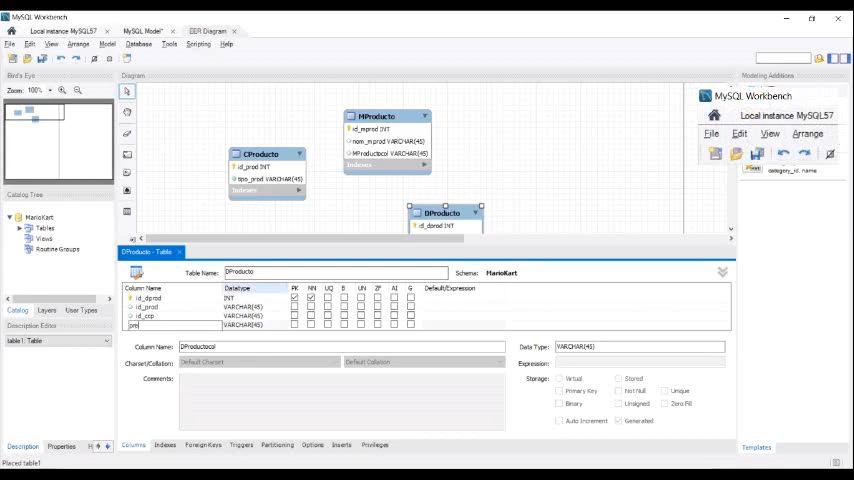 MySQL Workbench
Local instance MySQL57
MySQL Model*
EER Diagram
File Edit View Arrange Model Database Tools Scripting Help
Bird's Eye
Diagram
Modeling Additions
Zoom: 100%
MySQL Workbench
Local instance MySQL57
File Edit View Arrange
category_id, name
MProducto
id_mprod INT
nom_mprod VARCHAR(45)
MProductocol VARCHAR(45)
Indexes
CProducto
id_prod INT
tipo_prod VARCHAR(45)
Indexes
DProducto
id_dprod INT
Catalog Tree
MarioKart
Tables
Views
Routine Groups
Catalog Layers User Types
Description Editor
table1: Table
DProducto - Table
Table Name: DProducto Schema: MarioKart
Column Name Datatype PK NN UQ B UN ZF AI G Default/Expression
id_dprod INT
id_prod VARCHAR(45)
id_ccp VARCHAR(45)
pre VARCHAR(45)
Column Name: DProductocol Data Type: VARCHAR(45)
Charset/Collation: Default Charset Default Collation Expression:
Comments: Storage: Virtual Stored
Primary Key Not Null Unique
Binary Unsigned Zero Fill
Auto Increment Generated
Columns Indexes Foreign Keys Triggers Partitioning Options Inserts Privileges
Description Properties H
Templates
Placed table1